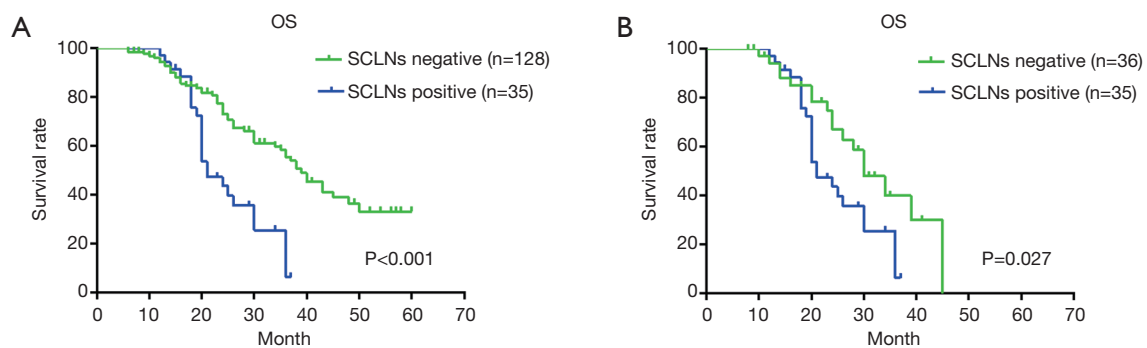 A
OS
SCLNs negative (n=128)
SCLNs positive (n=35)
100
80
60
40
20
0
Survival rate
P<0.001
0 10 20 30 40 50 60 70
Month
B
OS
SCLNs negative (n=36)
SCLNs positive (n=35)
100
80
60
40
20
0
Survival rate
P=0.027
0 10 20 30 40 50 60 70
Month